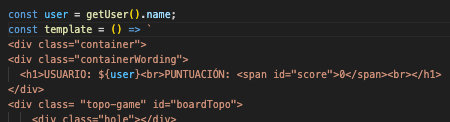 const user = getUser().name;
const template = () => `
<div class="container">
<div class="containerWording">
<h1>USUARIO: ${user}<br>PUNTUACIÓN: <span id="score">0</span><br></h1>
</div>
<div class= "topo-game" id="boardTopo">
<div class="hole"></div>